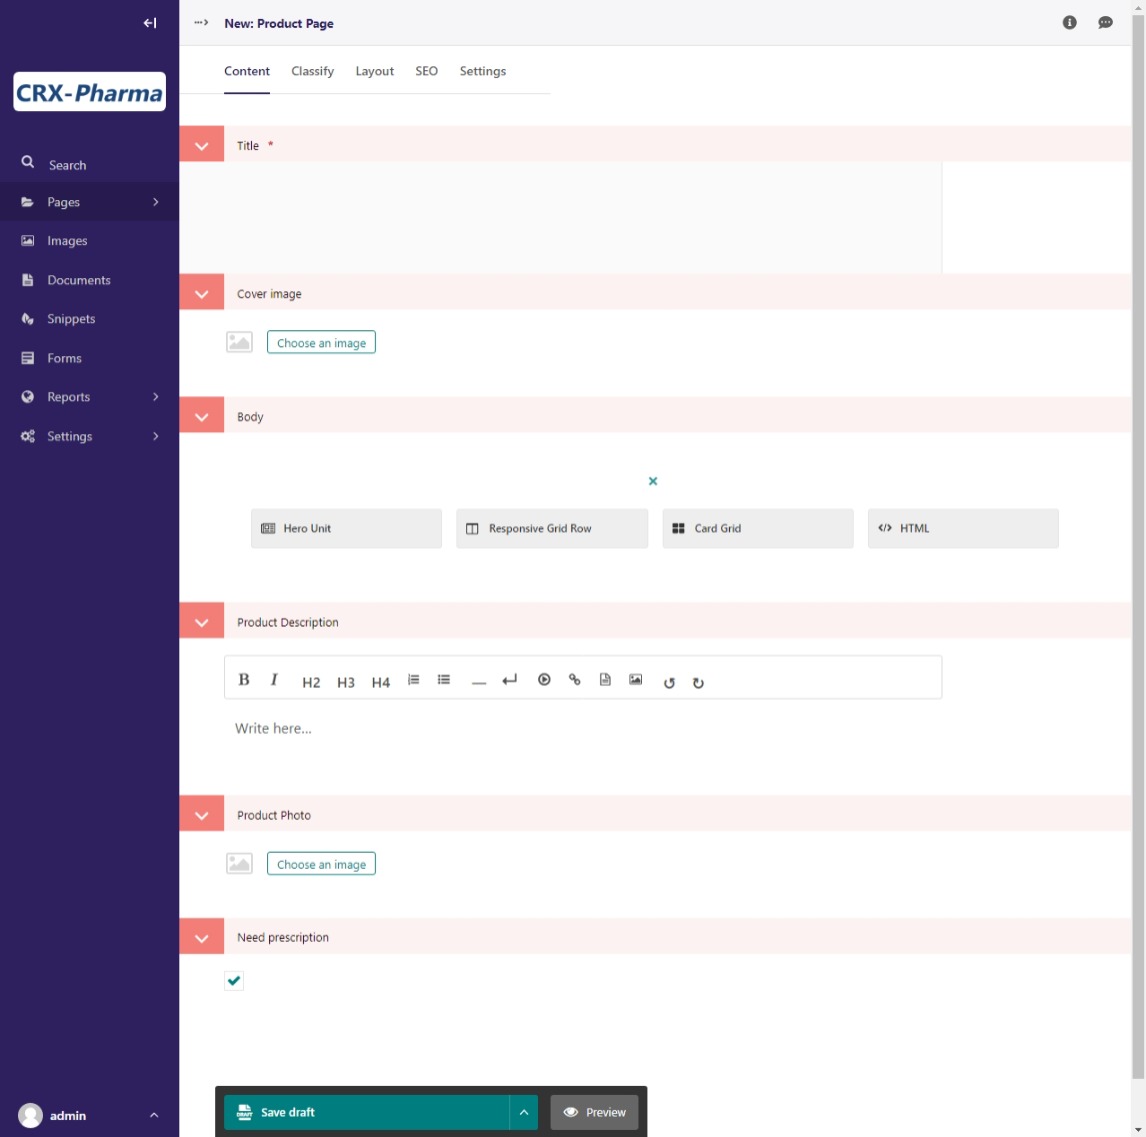 New: Product Page
CRX-Pharma
Search
Pages
Images
Documents
Snippets
Forms
Reports
Settings
admin
Content Classify Layout SEO Settings
Title *
Cover image
Choose an image
Body
Hero Unit Responsive Grid Row Card Grid </> HTML
Product Description
B I H2 H3 H4
Write here...
Product Photo
Choose an image
Need prescription
DRAFT Save draft Preview